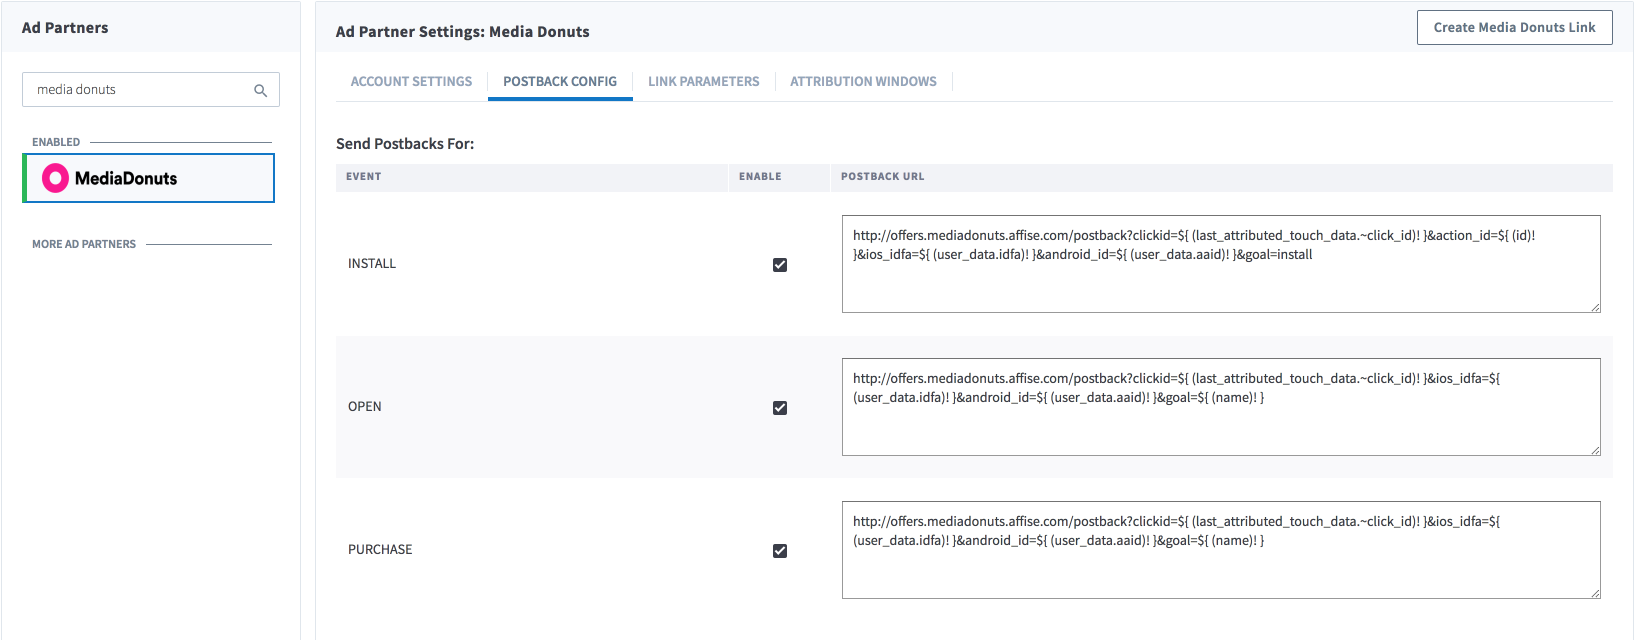 Ad Partners
media donuts
ENABLED
MediaDonuts
MORE AD PARTNERS
Ad Partner Settings: Media Donuts
Create Media Donuts Link
ACCOUNT SETTINGS
POSTBACK CONFIG
LINK PARAMETERS
ATTRIBUTION WINDOWS
Send Postbacks For:
EVENT ENABLE POSTBACK URL
INSTALL
http://offers.mediadonuts.affise.com/postback?clickid=${ (last_attributed_touch_data.~click_id)! }&action_id=${ (id)!
}&ios_idfa=${ (user_data.idfa)! }&android_id=${ (user_data.aaid)! }&goal=install
OPEN
http://offers.mediadonuts.affise.com/postback?clickid=${ (last_attributed_touch_data.~click_id)! }&ios_idfa=${
(user_data.idfa)! }&android_id=${ (user_data.aaid)! }&goal=${ (name)! }
PURCHASE
http://offers.mediadonuts.affise.com/postback?clickid=${ (last_attributed_touch_data.~click_id)! }&ios_idfa=${
(user_data.idfa)! }&android_id=${ (user_data.aaid)! }&goal=${ (name)! }